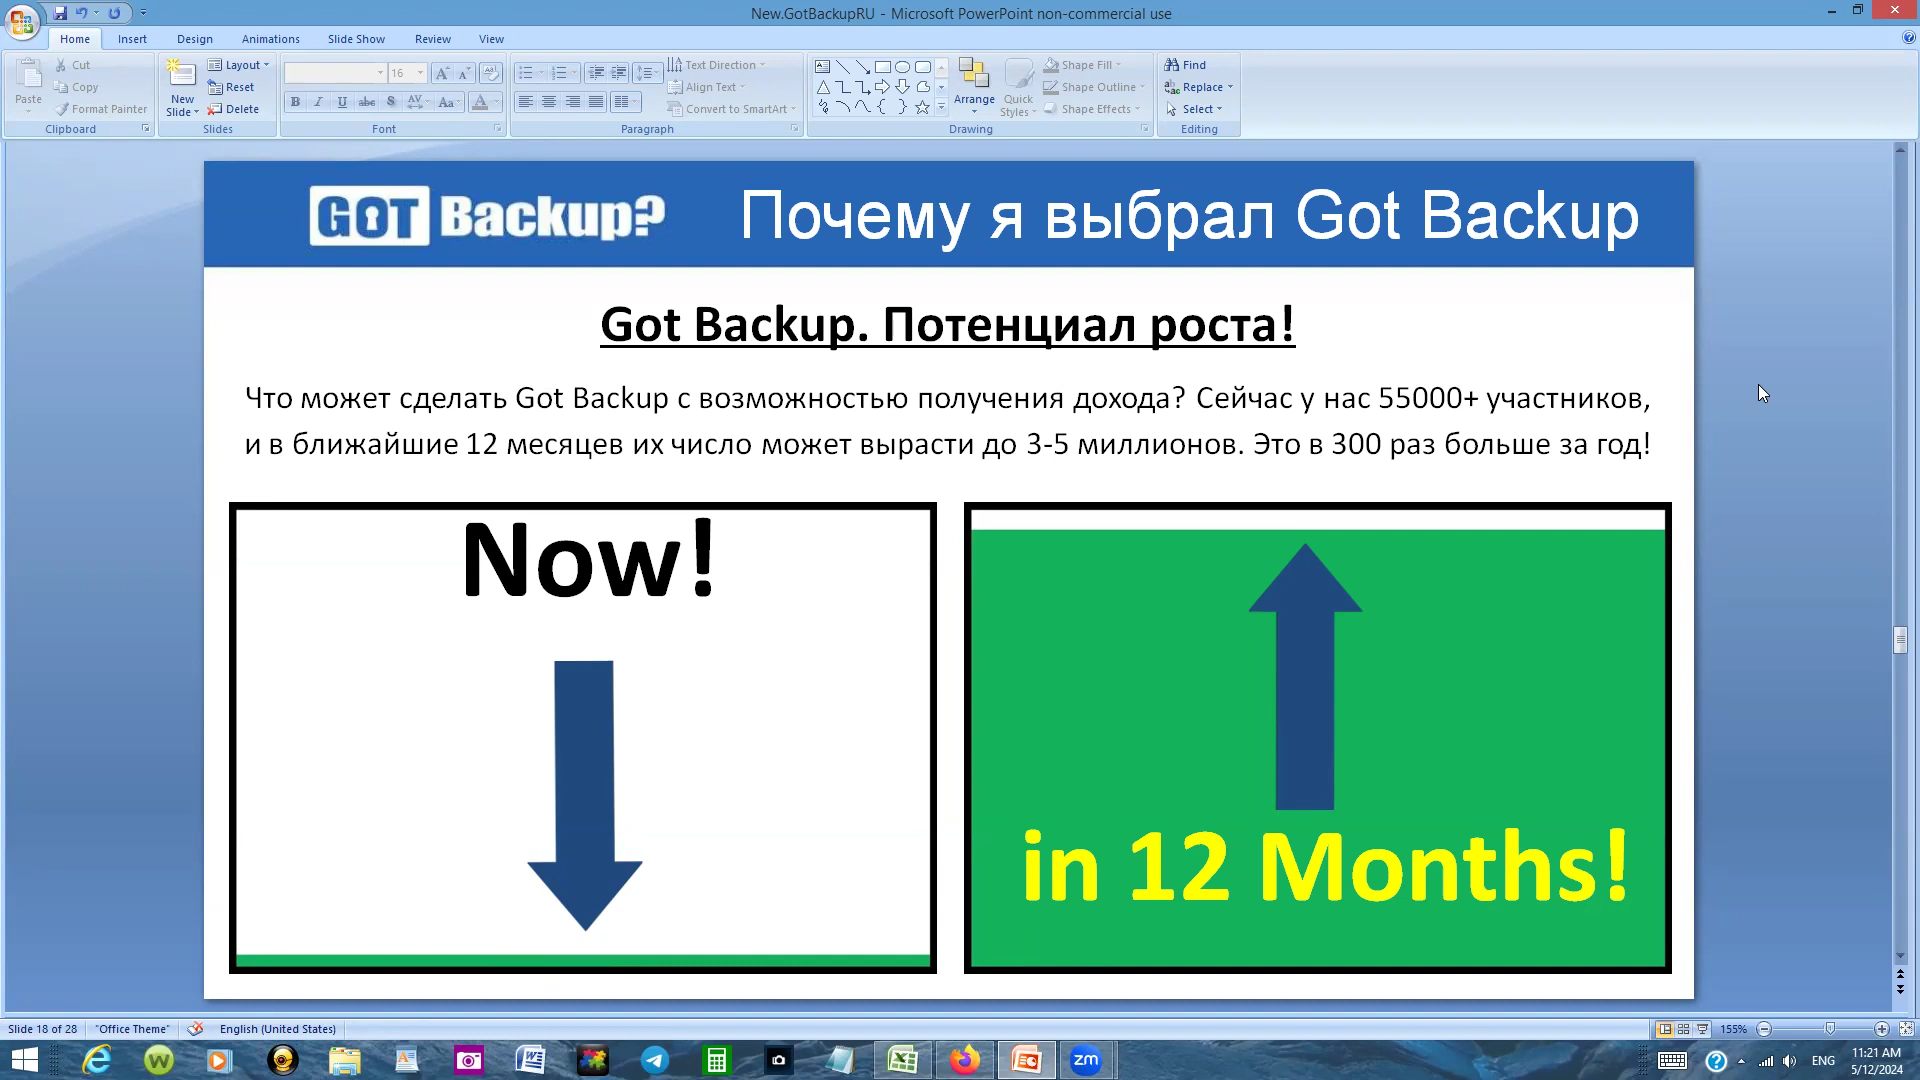 New.GotBackupRU - Microsoft PowerPoint non-commercial use
Home Insert Design Animations Slide Show Review View
Paste
Cut
Copy
Format Painter
Clipboard
New Slide
Layout
Reset
Delete
Slides
16
Font
Text Direction
Align Text
Convert to SmartArt
Paragraph
Arrange
Quick Styles
Shape Fill
Shape Outline
Shape Effects
Drawing
Find
Replace
Select
Editing
GOT Backup?
Почему я выбрал Got Backup
Got Backup. Потенциал роста!
Что может сделать Got Backup с возможностью получения дохода? Сейчас у нас 55000+ участников,
и в ближайшие 12 месяцев их число может вырасти до 3-5 миллионов. Это в 300 раз больше за год!
Now!
in 12 Months!
Slide 18 of 28 "Office Theme" English (United States) 155%
zm
ENG
11:21 AM
5/12/2024